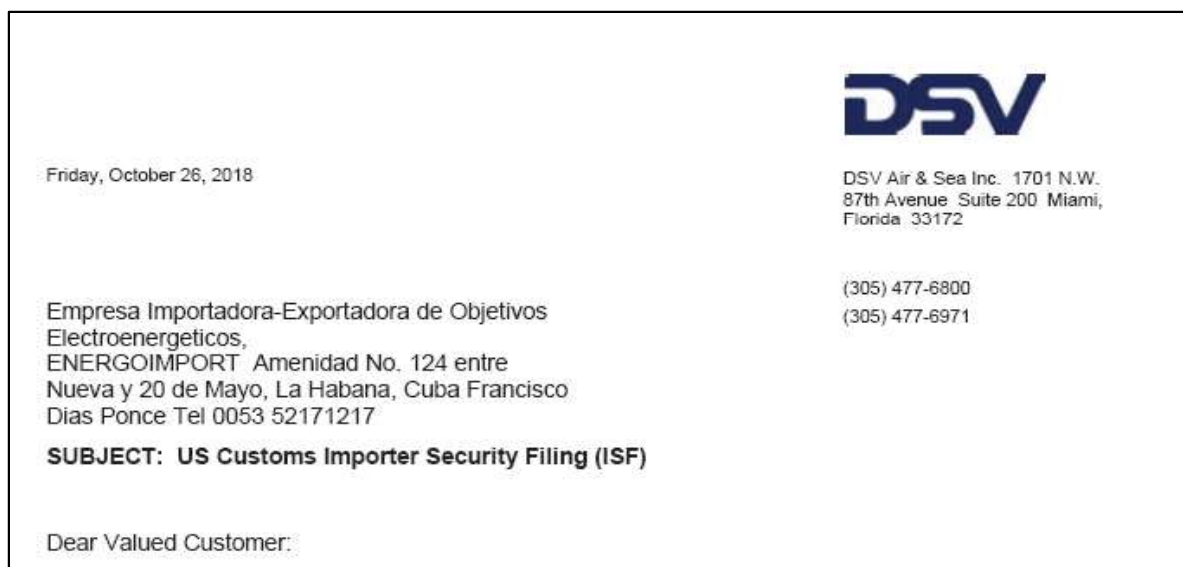 DSV
Friday, October 26, 2018
DSV Air & Sea Inc. 1701 N.W.
87th Avenue Suite 200 Miami,
Florida 33172
(305) 477-6800
(305) 477-6971
Empresa Importadora-Exportadora de Objetivos
Electroenergeticos,
ENERGOIMPORT Amenidad No. 124 entre
Nueva y 20 de Mayo, La Habana, Cuba Francisco
Dias Ponce Tel 0053 52171217
SUBJECT: US Customs Importer Security Filing (ISF)
Dear Valued Customer: